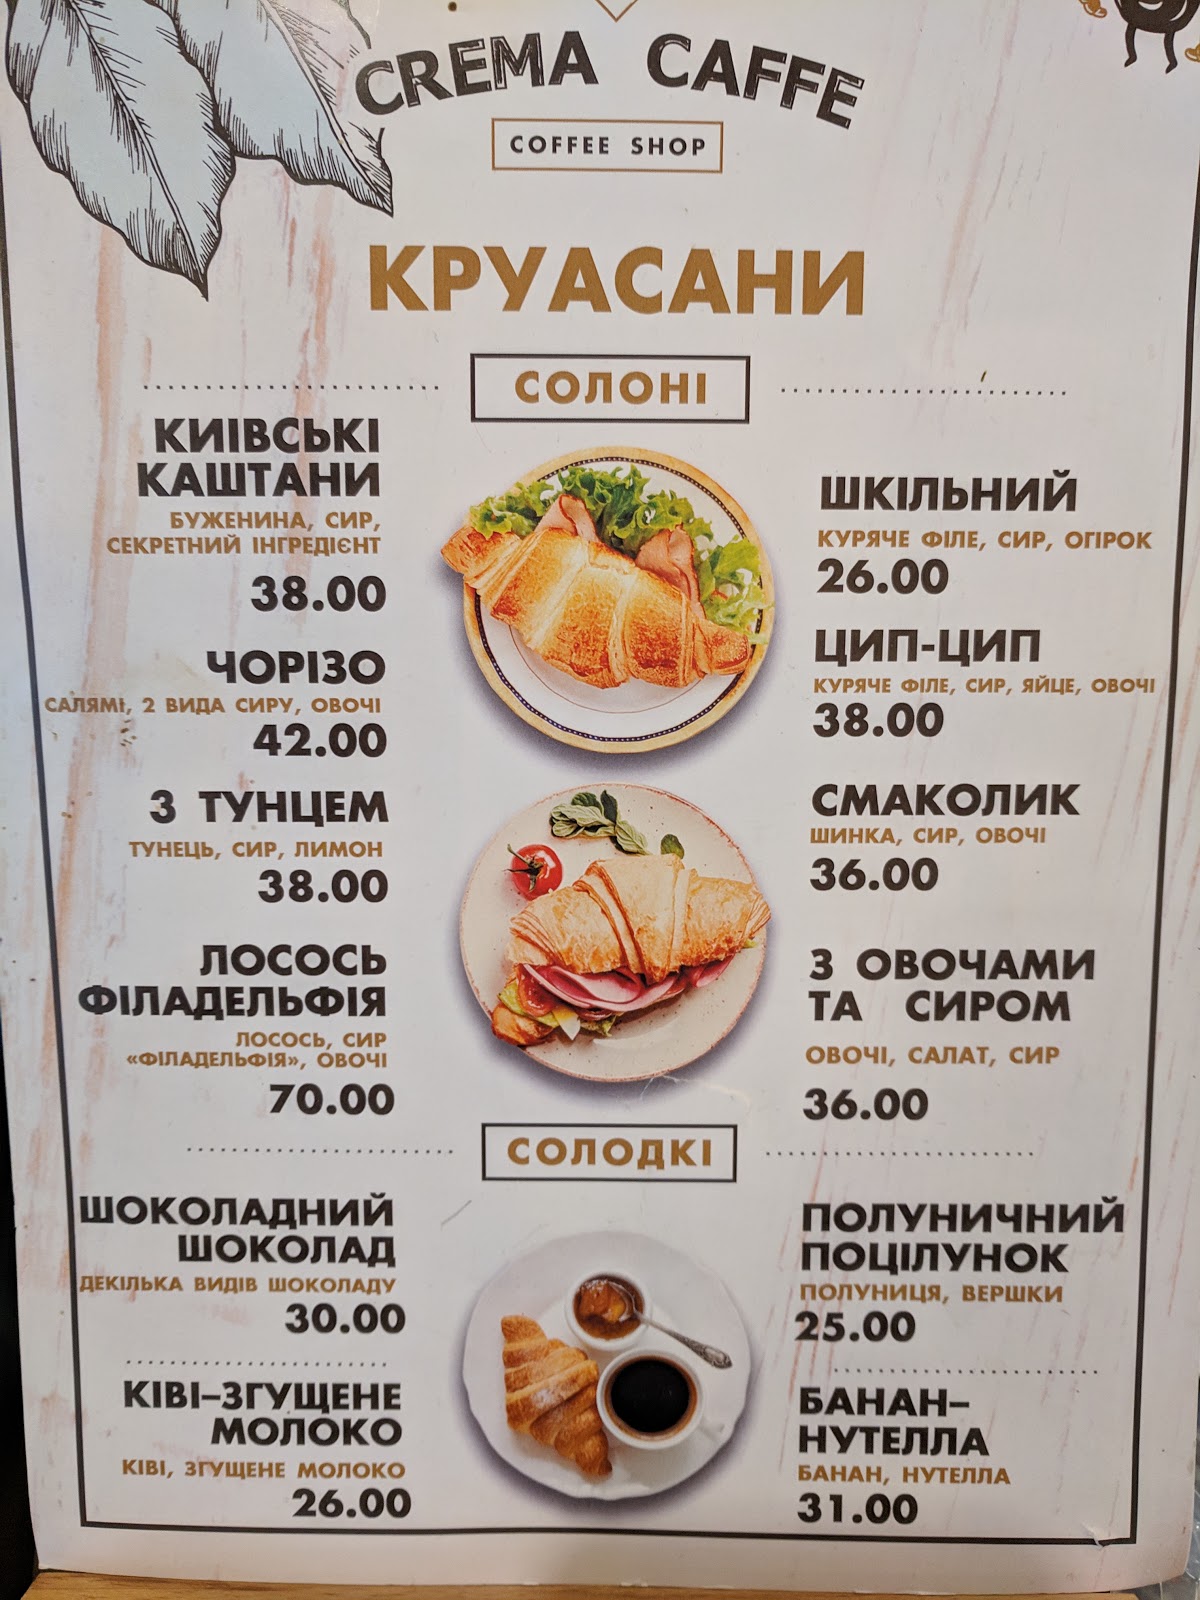 CREMA CAFFE
COFFEE SHOP
КРУАСАНИ
СОЛОНІ
КИІВСЬКІ
КАШТАНИ
БУЖЕНИНА, СИР,
СЕКРЕТНИЙ ІНГРЕДІЄНТ
38.00
ЧОРІЗО
САЛЯМІ, 2 ВИДА СИРУ, ОВОЧІ
42.00
З ТУНЦЕМ
ТУНЕЦЬ, СИР, ЛИМОН
38.00
ЛОСОСЬ
ФІЛАДЕЛЬФІЯ
ЛОСОСЬ, СИР
«ФІЛАДЕЛЬФІЯ», ОВОЧІ
70.00
ШКІЛЬНИЙ
КУРЯЧЕ ФІЛЕ, СИР, ОГІРОК
26.00
ЦИП-ЦИП
КУРЯЧЕ ФІЛЕ, СИР, ЯЙЦЕ, ОВОЧІ
38.00
СМАКОЛИК
ШИНКА, СИР, ОВОЧІ
36.00
З ОВОЧАМИ
ТА СИРОМ
ОВОЧІ, САЛАТ, СИР
36.00
СОЛОДКІ
ШОКОЛАДНИЙ
ШОКОЛАД
ДЕКІЛЬКА ВИДІВ ШОКОЛАДУ
30.00
КІВІ–ЗГУЩЕНЕ
МОЛОКО
КІВІ, ЗГУЩЕНЕ МОЛОКО
26.00
ПОЛУНИЧНИЙ
ПОЦІЛУНОК
ПОЛУНИЦЯ, ВЕРШКИ
25.00
БАНАН–
НУТЕЛЛА
БАНАН, НУТЕЛЛА
31.00